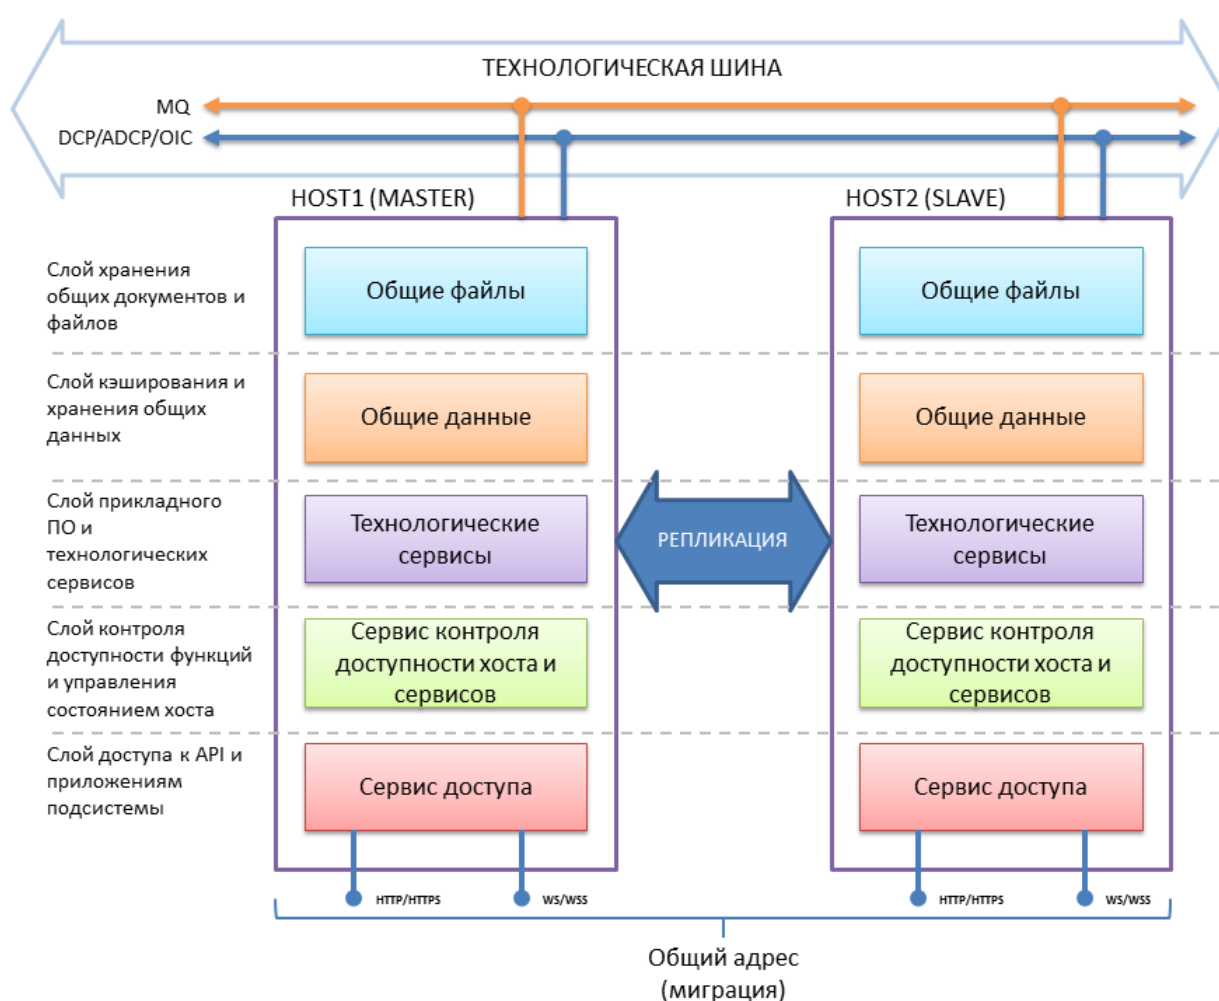 ТЕХНОЛОГИЧЕСКАЯ ШИНА
MQ
DCP/ADCP/OIC
HOST1 (MASTER)
HOST2 (SLAVE)
Слой хранения
общих документов и
файлов
Общие файлы
Общие файлы
Слой кэширования и
хранения общих
данных
Общие данные
Общие данные
Слой прикладного
ПО и
технологических
сервисов
Технологические
сервисы
РЕПЛИКАЦИЯ
Технологические
сервисы
Слой контроля
доступности функций
и управления
состоянием хоста
Сервис контроля
доступности хоста и
сервисов
Сервис контроля
доступности хоста и
сервисов
Слой доступа к API и
приложениям
подсистемы
Сервис доступа
Сервис доступа
HTTP/HTTPS
WS/WSS
HTTP/HTTPS
WS/WSS
Общий адрес
(миграция)